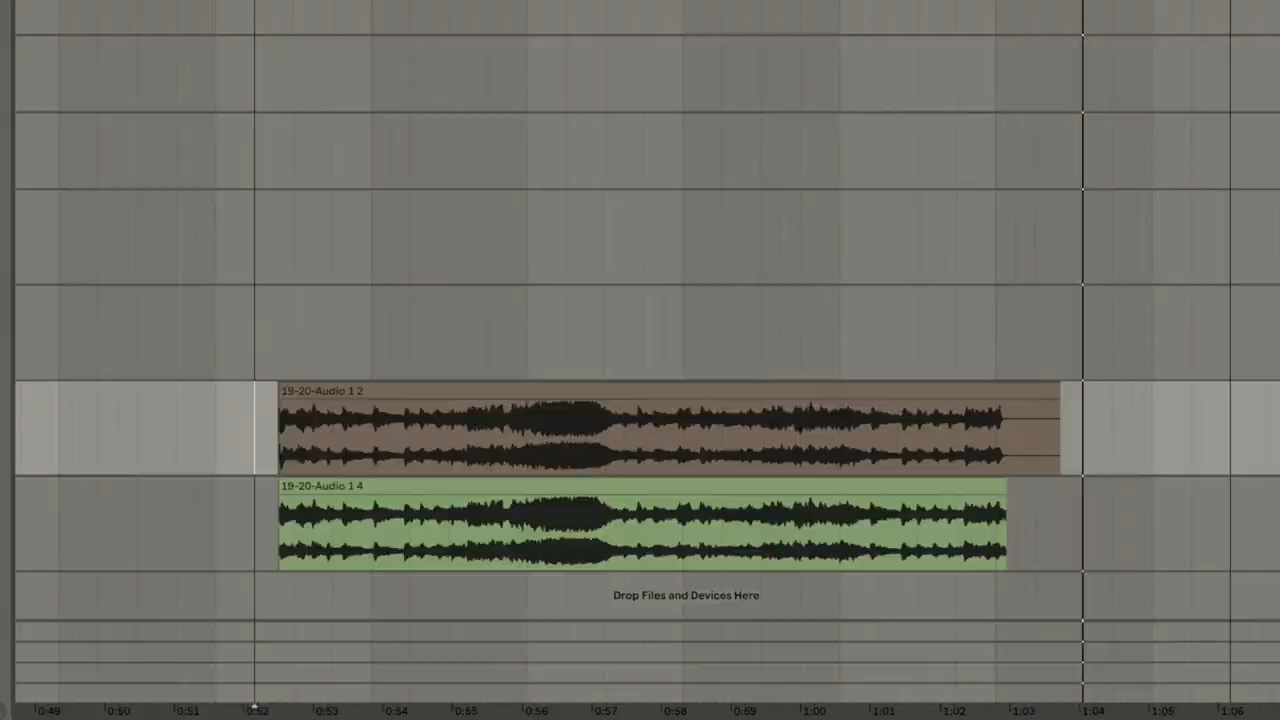 19-20-Audio 1 2
19-20-Audio 1 4
Drop Files and Devices Here
0:49 0:50 0:51 0:52 0:53 0:54 0:55 0:56 0:57 0:58 0:59 1:00 1:01 1:02 1:03 1:04 1:05 1:06